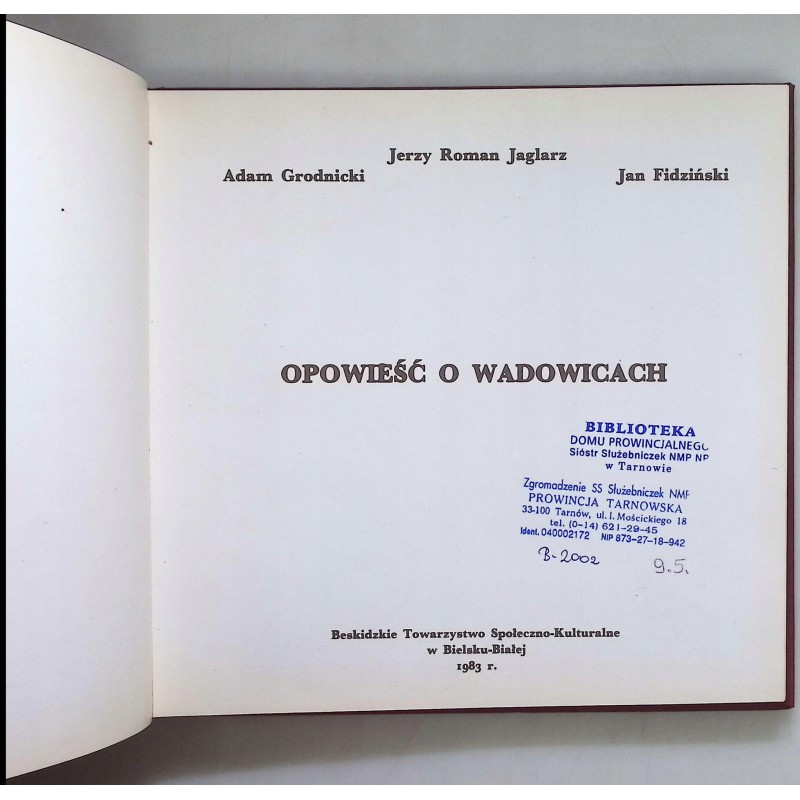 Jerzy Roman Jaglarz
Adam Grodnicki Jan Fidziński
OPOWIEŚĆ O WADOWICACH
BIBLIOTEKA
DOMU PROWINCJALNEGO
Sióstr Służebniczek NMP NP
w Tarnowie
Zgromadzenie SS Służebniczek NMP
PROWINCJA TARNOWSKA
33-100 Tarnów, ul. I. Mościckiego 18
tel. (0-14) 621-29-45
Ident. 040002172 NIP 873-27-18-942
B-2002 9.5.
Beskidzkie Towarzystwo Społeczno-Kulturalne
w Bielsku-Białej
1983 r.